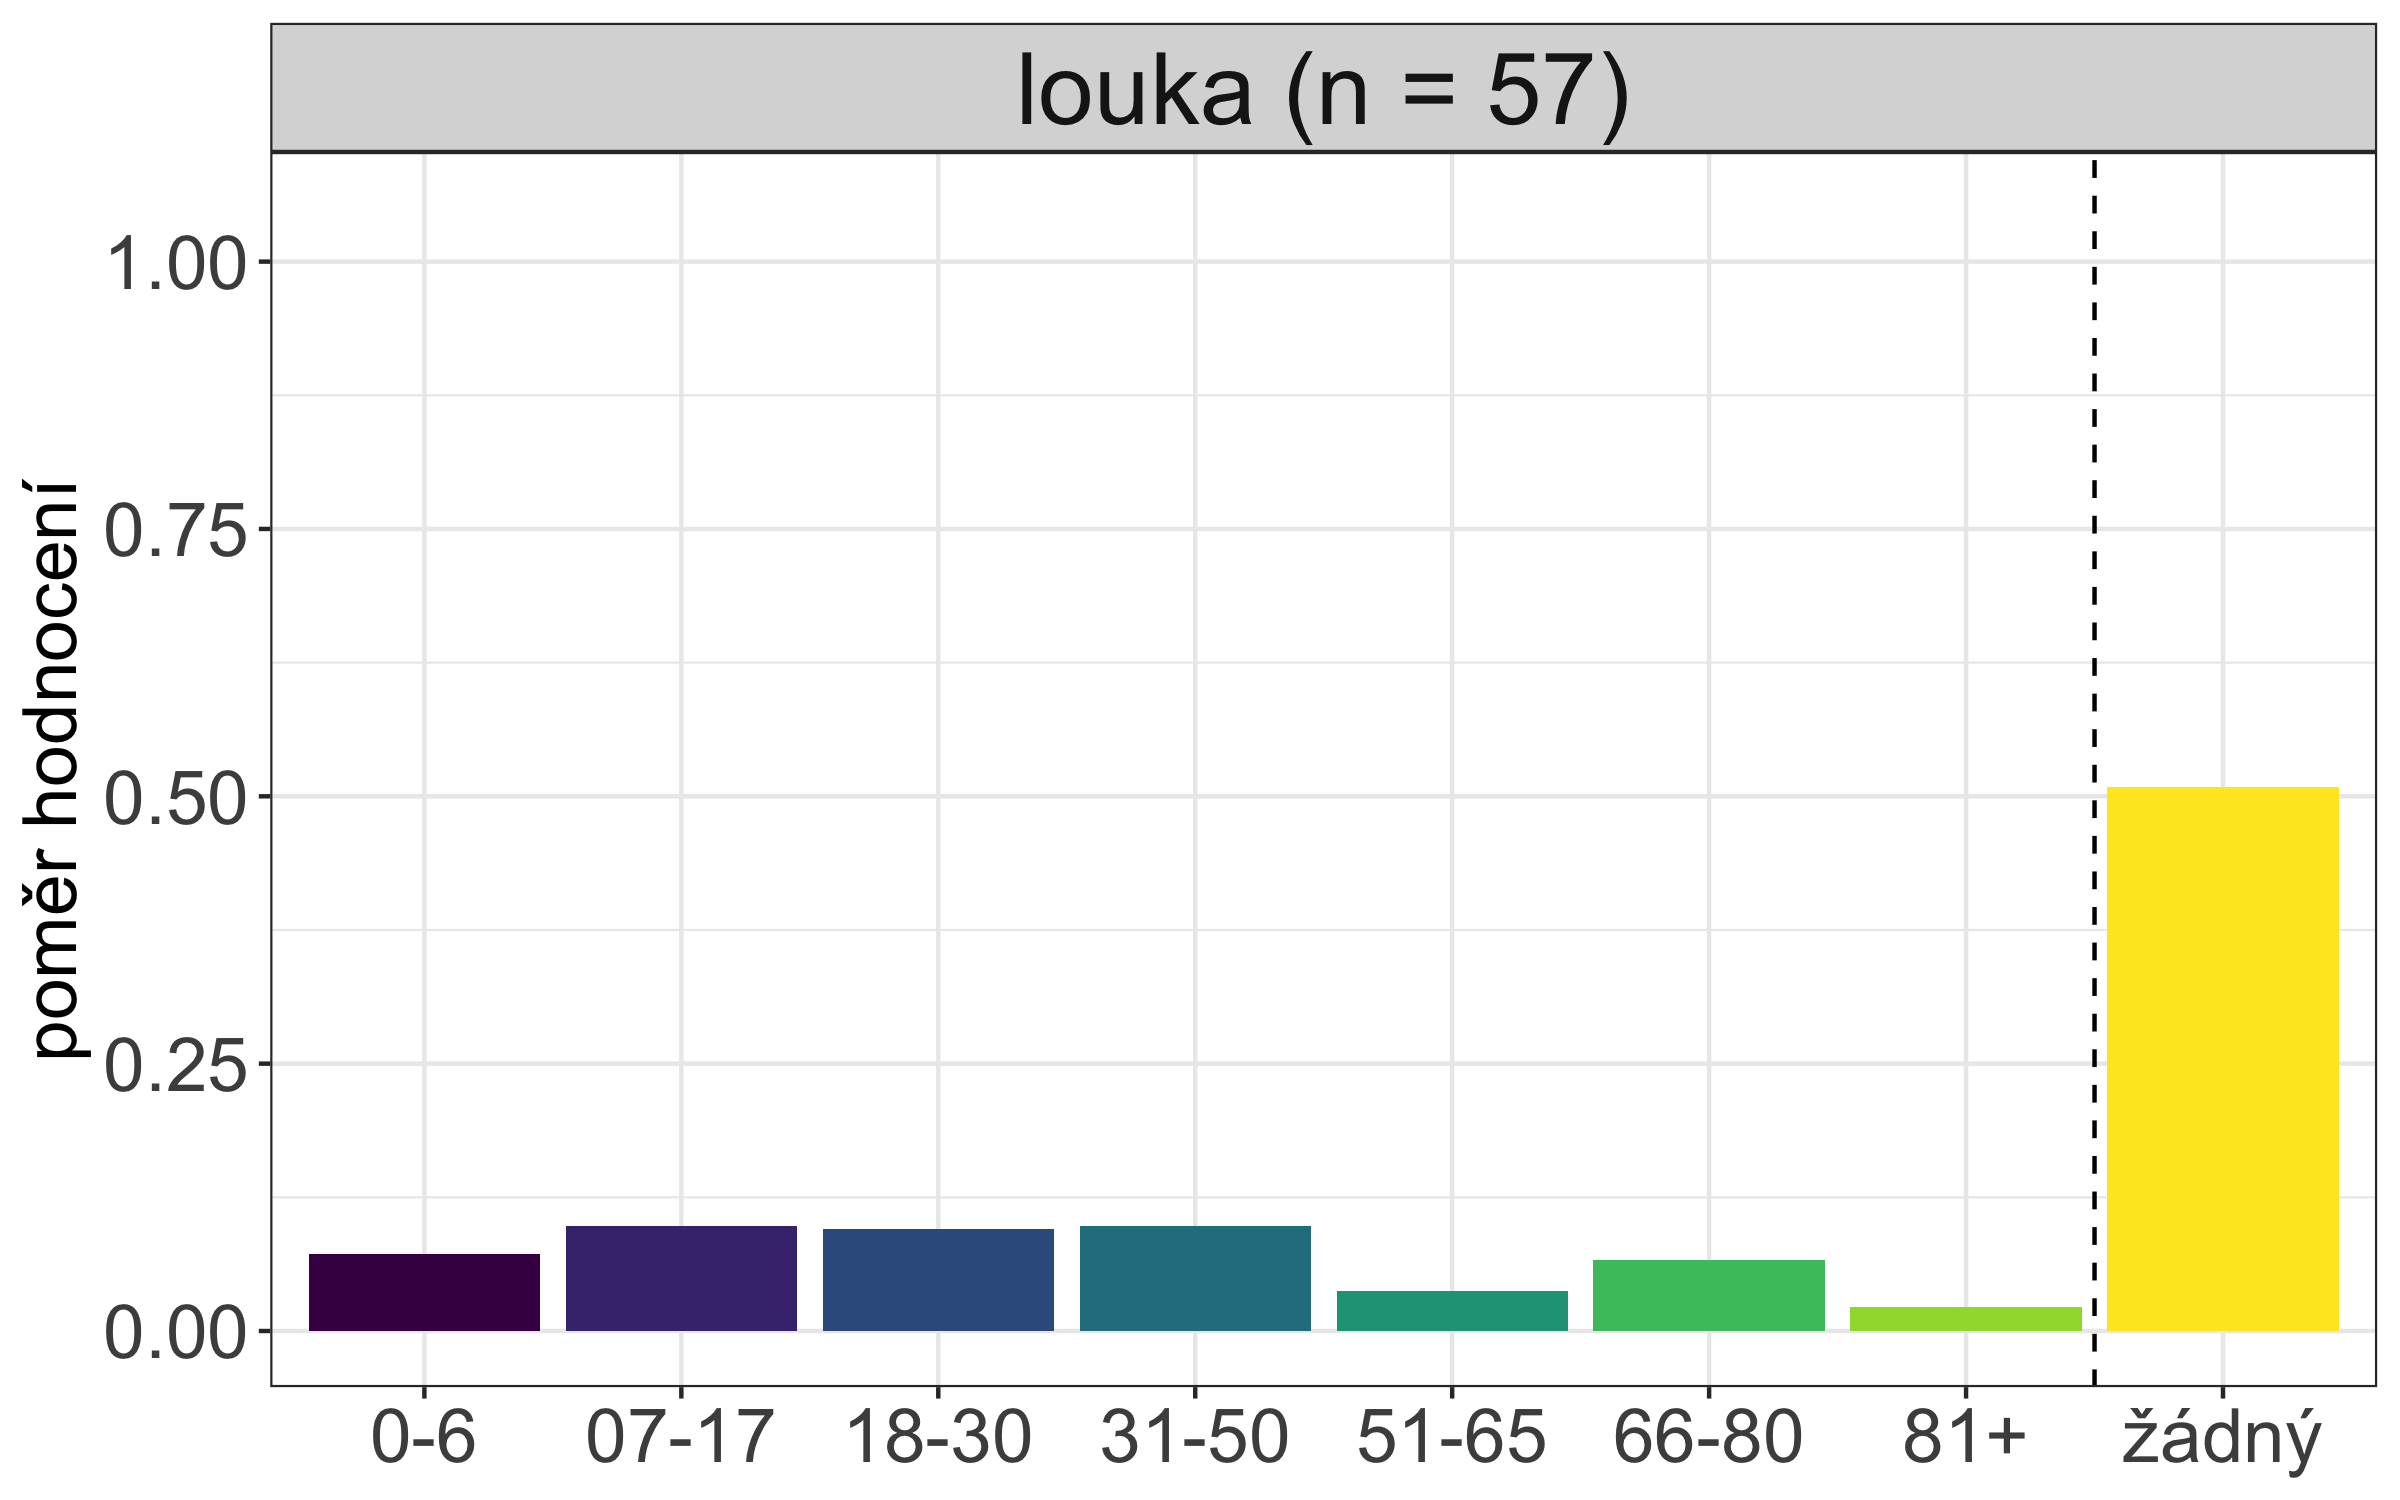 louka (n = 57)
poměr hodnocení
1.00
0.75
0.50
0.25
0.00
0-6 07-17 18-30 31-50 51-65 66-80 81+ žádný